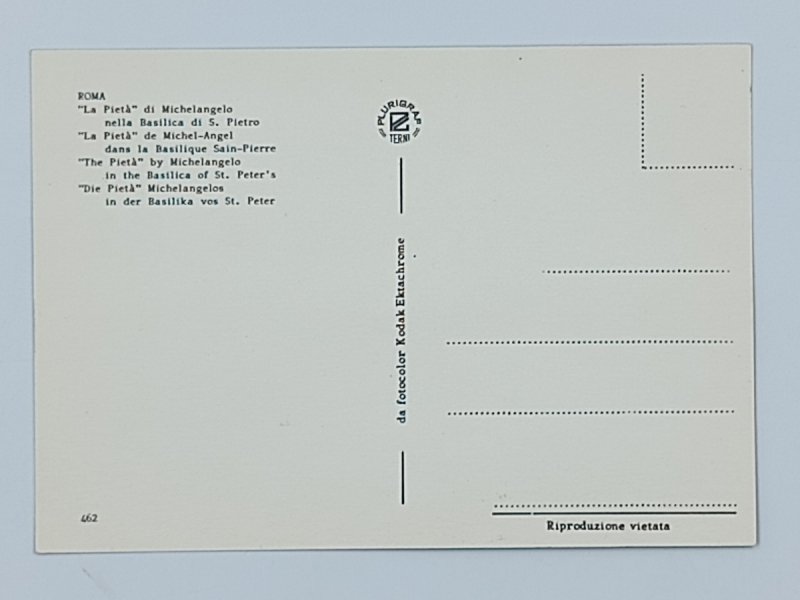 ROMA
"La Pietà" di Michelangelo
nella Basilica di S. Pietro
"La Pietà" de Michel-Angel
dans la Basilique Sain-Pierre
"The Pietà" by Michelangelo
in the Basilica of St. Peter's
"Die Pietà" Michelangelos
in der Basilika vos St. Peter
462
PLURIGRAF
TERNI
da fotocolor Kodak Ektachrome
Riproduzione vietata